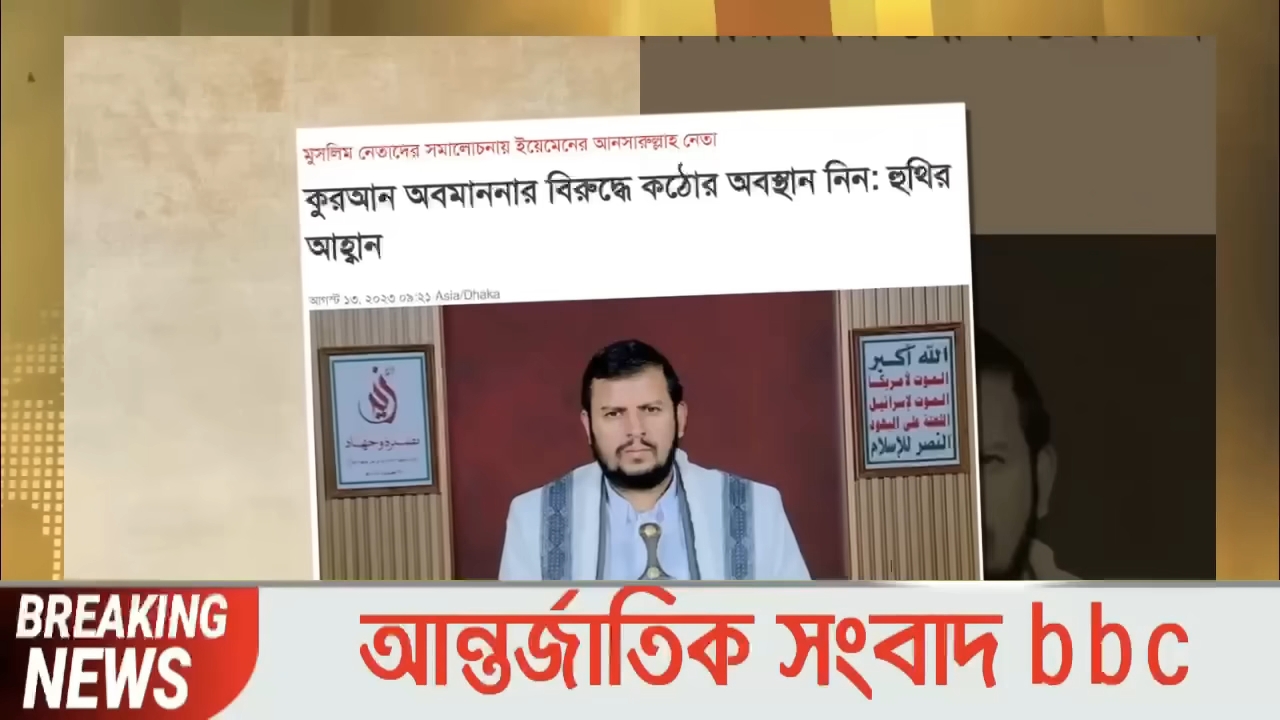 মুসলিম নেতাদের সমালোচনায় ইয়েমেনের আনসারুল্লাহ নেতা
কুরআন অবমাননার বিরুদ্ধে কঠোর অবস্থান নিন: হুথির
আহ্বান
আগস্ট ১৩, ২০২৩ ০৯:২১ Asia/Dhaka
الله أكبر
الموت لأمريكا
الموت لإسرائيل
اللعنة على اليهود
النصر للإسلام
BREAKING
NEWS
আন্তর্জাতিক সংবাদ bbc